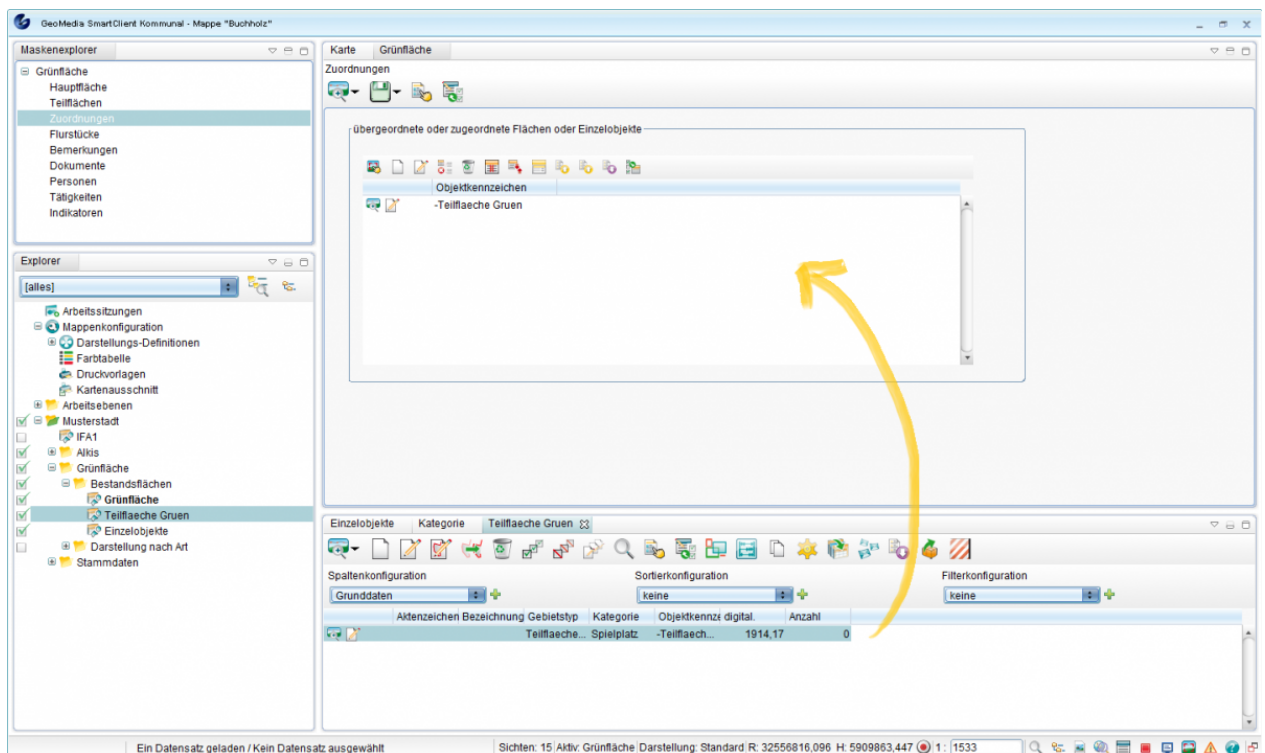 GeoMedia SmartClient Kommunal - Mappe "Buchholz"
Maskenexplorer
Grünfläche
Hauptfläche
Teilflächen
Zuordnungen
Flurstücke
Bemerkungen
Dokumente
Personen
Tätigkeiten
Indikatoren
Explorer
[alles]
Arbeitssitzungen
Mappenkonfiguration
Darstellungs-Definitionen
Farbtabelle
Druckvorlagen
Kartenausschnitt
Arbeitsebenen
Musterstadt
IFA1
Alkis
Grünfläche
Bestandsflächen
Grünfläche
Teilflaeche Gruen
Einzelobjekte
Darstellung nach Art
Stammdaten
Karte Grünfläche
Zuordnungen
übergeordnete oder zugeordnete Flächen oder Einzelobjekte
Objektkennzeichen
-Teilflaeche Gruen
Einzelobjekte Kategorie Teilflaeche Gruen
Spaltenkonfiguration Sortierkonfiguration Filterkonfiguration
Grunddaten keine keine
Aktenzeichen Bezeichnung Gebietstyp Kategorie Objektkennze digital. Anzahl
Teilflaeche... Spielplatz -Teilflaech... 1914,17 0
Ein Datensatz geladen / Kein Datensatz ausgewählt Sichten: 15 Aktiv: Grünfläche Darstellung: Standard R: 32556816,096 H: 5909863,447 1 : 1533